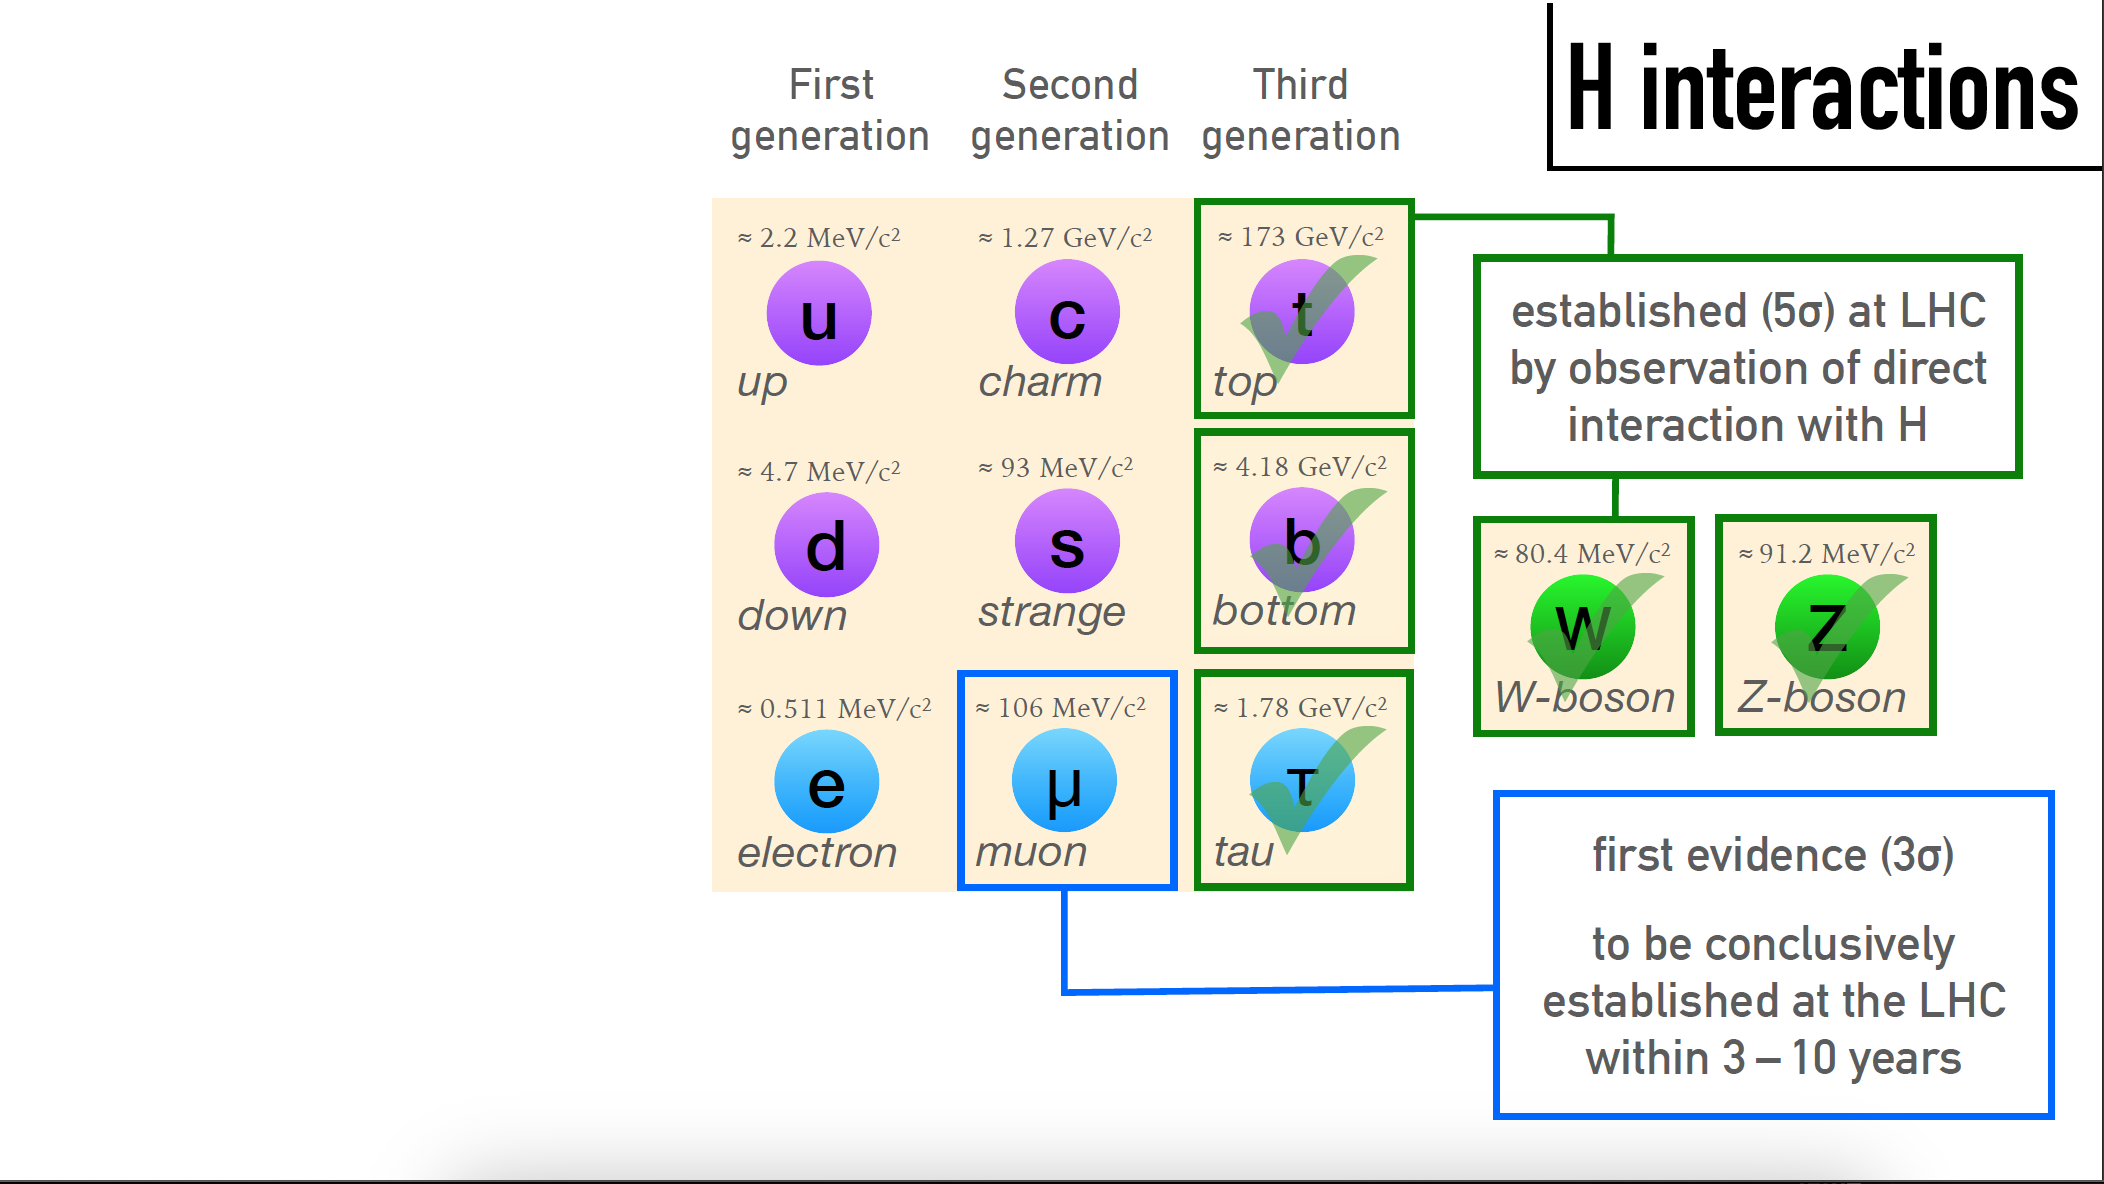 H interactions
First
generation
Second
generation
Third
generation
≈ 2.2 MeV/c²
u
up
≈ 1.27 GeV/c²
c
charm
≈ 173 GeV/c²
t
top
≈ 4.7 MeV/c²
d
down
≈ 93 MeV/c²
s
strange
≈ 4.18 GeV/c²
b
bottom
≈ 0.511 MeV/c²
e
electron
≈ 106 MeV/c²
μ
muon
≈ 1.78 GeV/c²
τ
tau
established (5σ) at LHC
by observation of direct
interaction with H
≈ 80.4 MeV/c²
W
W-boson
≈ 91.2 MeV/c²
Z
Z-boson
first evidence (3σ)
to be conclusively
established at the LHC
within 3 – 10 years